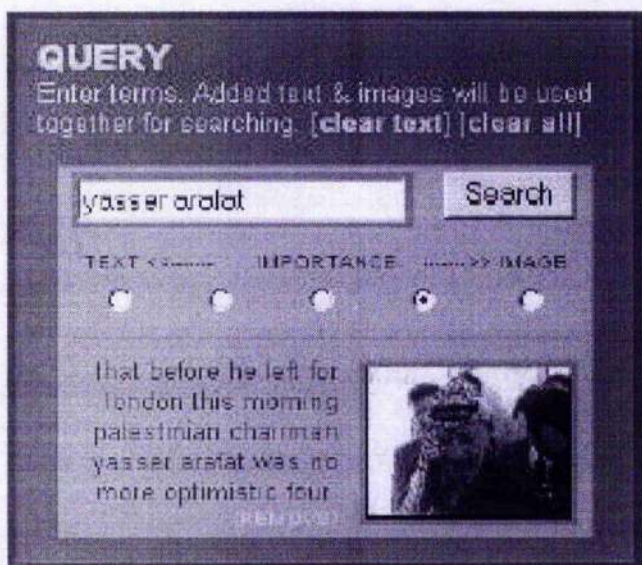 QUERY
Enter terms. Added text & images will be used
together for searching. [clear text] [clear all]
yasser arafat
Search
TEXT <<------- IMPORTANCE ------->> IMAGE
that before he left for
london this morning
palestinian chairman
yasser arafat was no
more optimistic four
[REMOVE]